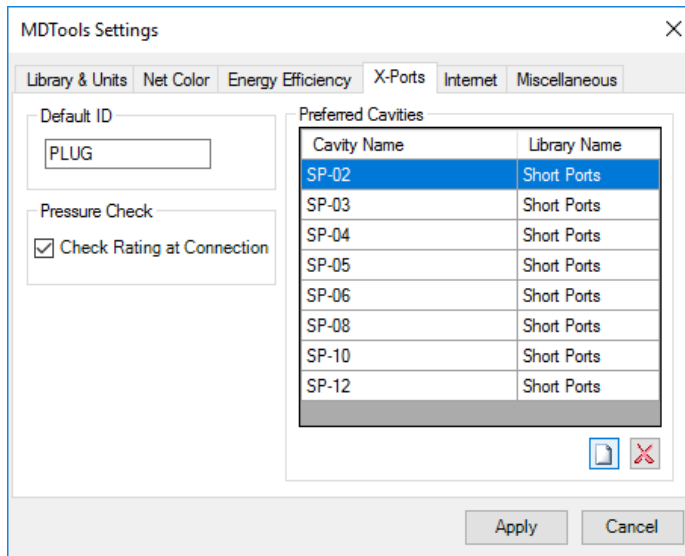 MDTools Settings
Library & Units Net Color Energy Efficiency X-Ports Internet Miscellaneous
Default ID
PLUG
Pressure Check
Check Rating at Connection
Preferred Cavities
Cavity Name Library Name
SP-02 Short Ports
SP-03 Short Ports
SP-04 Short Ports
SP-05 Short Ports
SP-06 Short Ports
SP-08 Short Ports
SP-10 Short Ports
SP-12 Short Ports
Apply Cancel